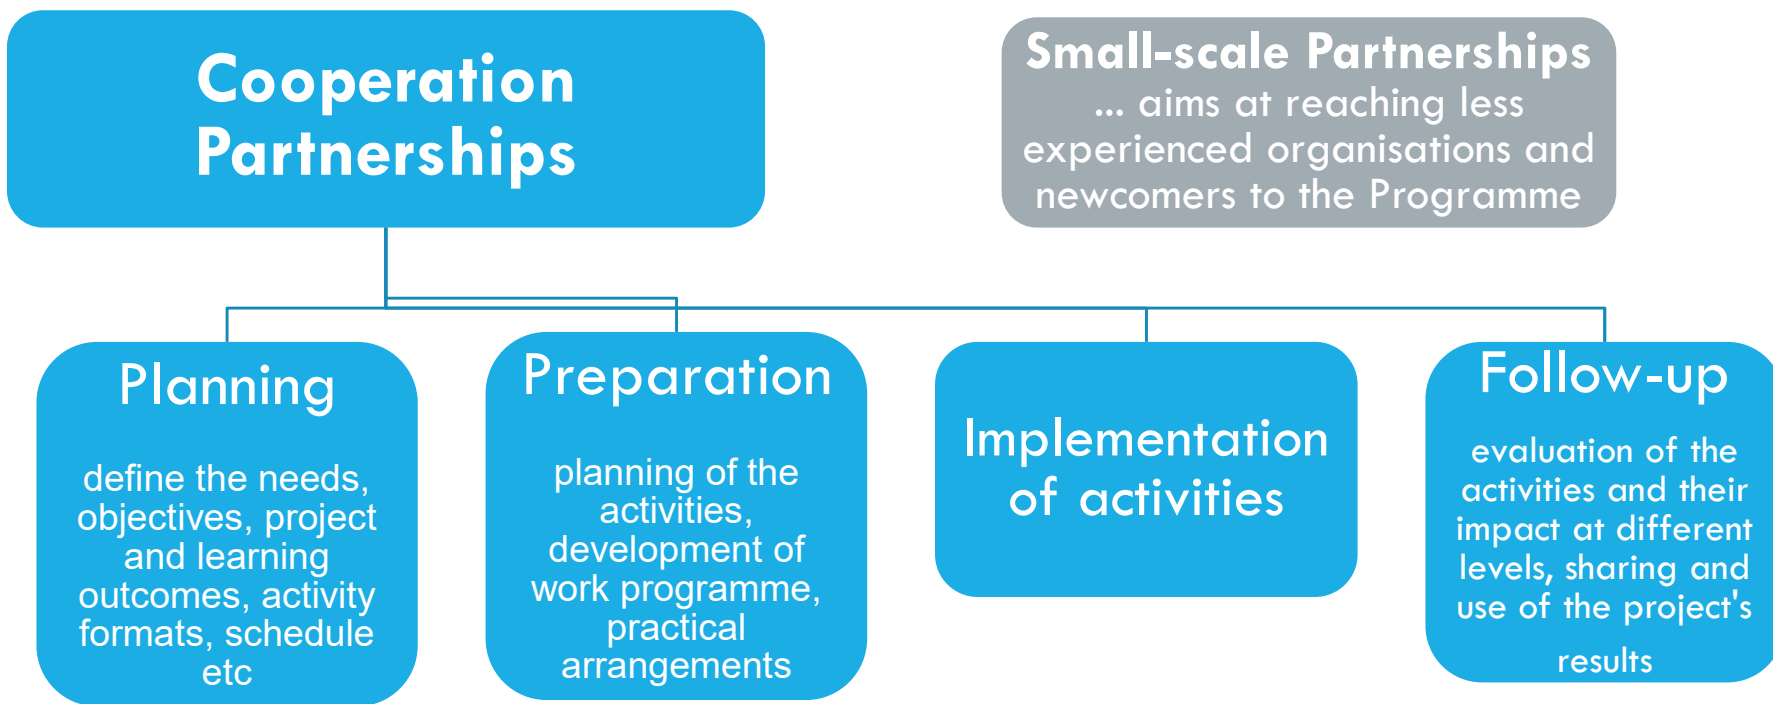 Cooperation
Partnerships
Small-scale Partnerships
... aims at reaching less
experienced organisations and
newcomers to the Programme
Planning
define the needs,
objectives, project
and learning
outcomes, activity
formats, schedule
etc
Preparation
planning of the
activities,
development of
work programme,
practical
arrangements
Implementation
of activities
Follow-up
evaluation of the
activities and their
impact at different
levels, sharing and
use of the project's
results